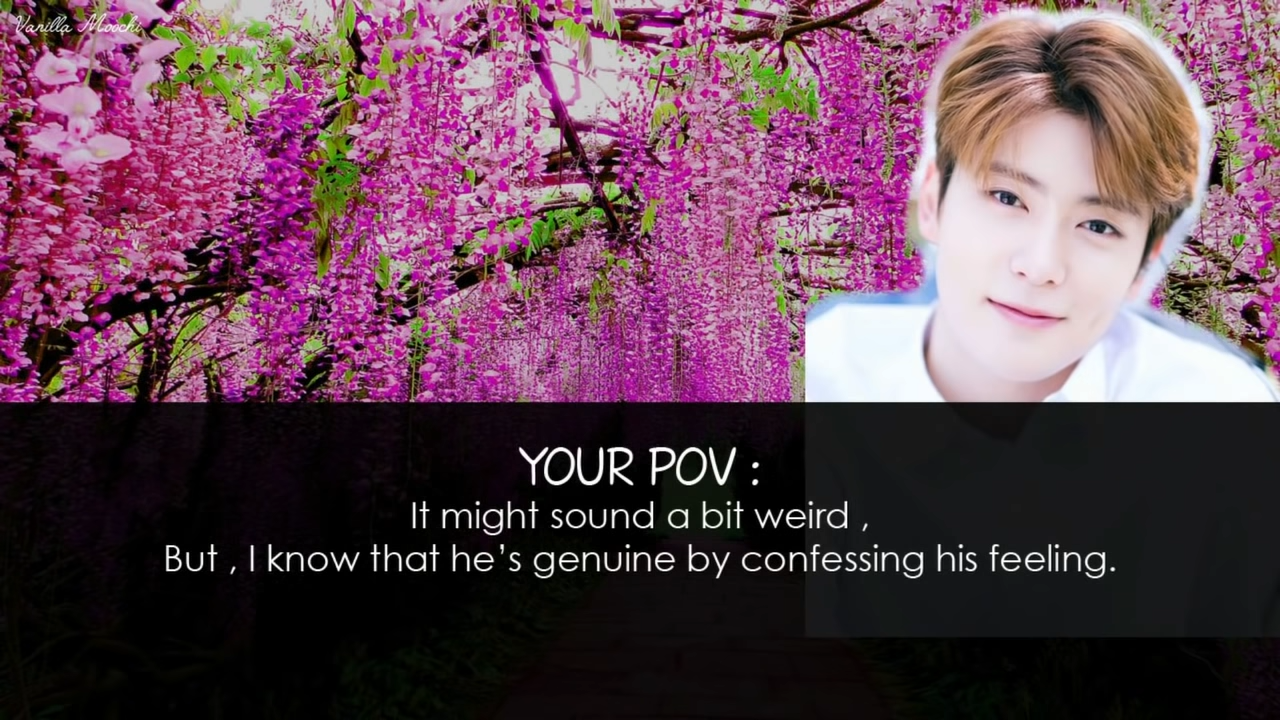 Vanilla Moochi
YOUR POV :
It might sound a bit weird ,
But , I know that he's genuine by confessing his feeling.